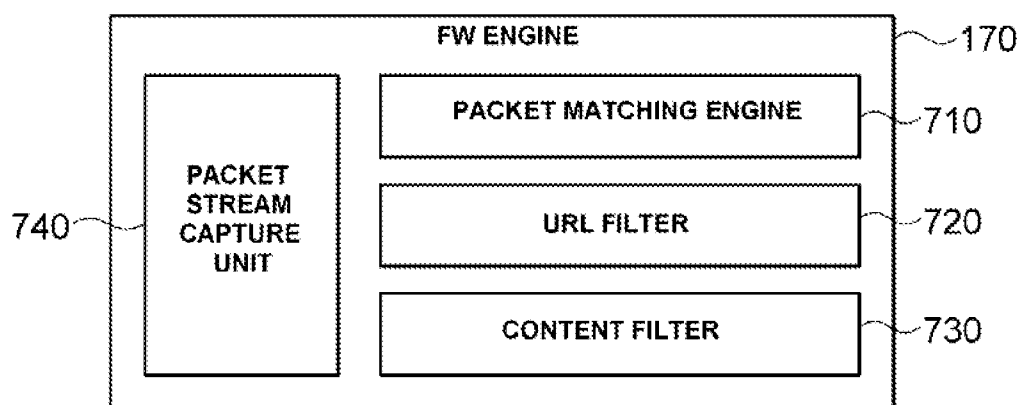 FW ENGINE
170
PACKET MATCHING ENGINE
710
PACKET
STREAM
CAPTURE
UNIT
740
URL FILTER
720
CONTENT FILTER
730